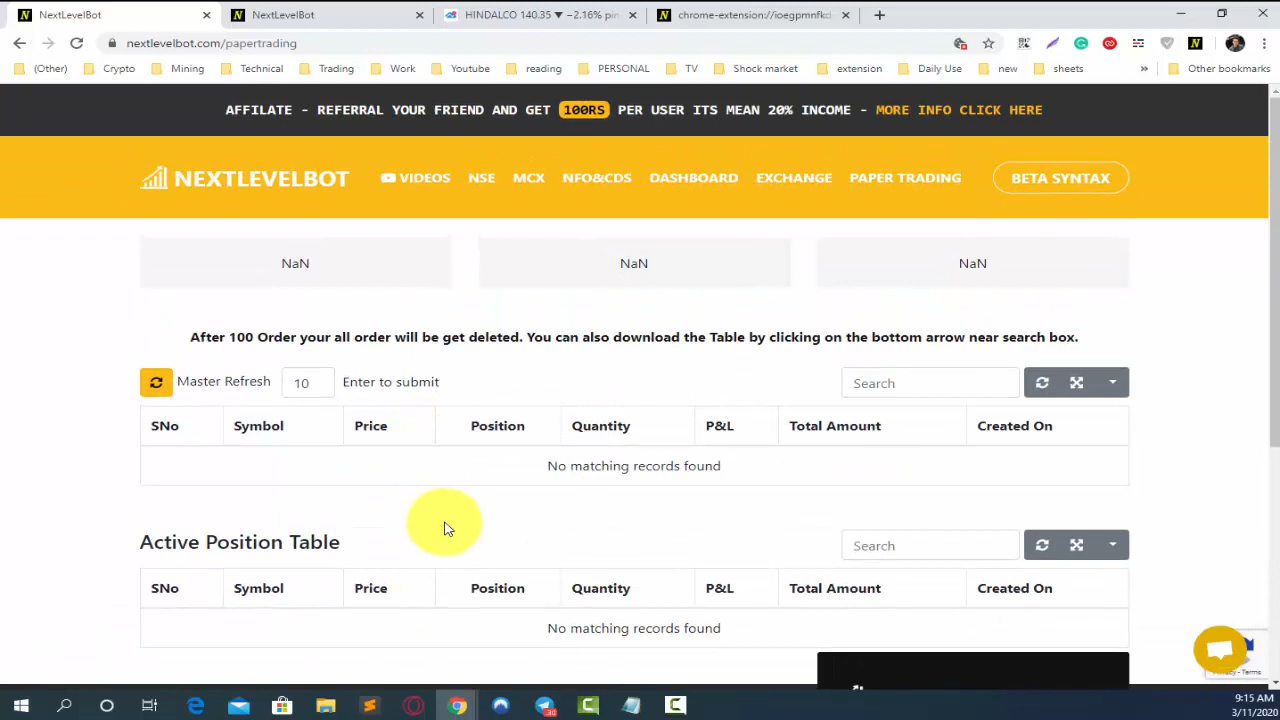 NextLevelBot
NextLevelBot
HINDALCO 140.35 ▼ −2.16%
chrome-extension://ioegpmnfkd
nextlevelbot.com/papertrading
(Other) Crypto Mining Technical Trading Work Youtube reading PERSONAL TV Shock market extension Daily Use new sheets » Other bookmarks
AFFILATE - REFERRAL YOUR FRIEND AND GET 100RS PER USER ITS MEAN 20% INCOME - MORE INFO CLICK HERE
NEXTLEVELBOT VIDEOS NSE MCX NFO&CDS DASHBOARD EXCHANGE PAPER TRADING BETA SYNTAX
NaN NaN NaN
After 100 Order your all order will be get deleted. You can also download the Table by clicking on the bottom arrow near search box.
Master Refresh 10 Enter to submit Search
SNo Symbol Price Position Quantity P&L Total Amount Created On
No matching records found
Active Position Table Search
SNo Symbol Price Position Quantity P&L Total Amount Created On
No matching records found
Privacy - Terms
9:15 AM
3/11/2020